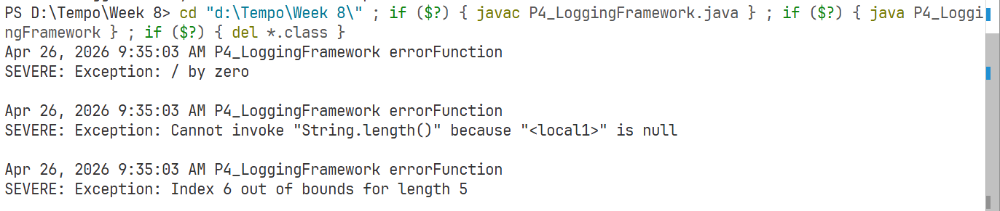 PS D:\Tempo\Week 8> cd "d:\Tempo\Week 8\" ; if ($?) { javac P4_LoggingFramework.java } ; if ($?) { java P4_Loggi
ngFramework } ; if ($?) { del *.class }
Apr 26, 2026 9:35:03 AM P4_LoggingFramework errorFunction
SEVERE: Exception: / by zero

Apr 26, 2026 9:35:03 AM P4_LoggingFramework errorFunction
SEVERE: Exception: Cannot invoke "String.length()" because "<local1>" is null

Apr 26, 2026 9:35:03 AM P4_LoggingFramework errorFunction
SEVERE: Exception: Index 6 out of bounds for length 5